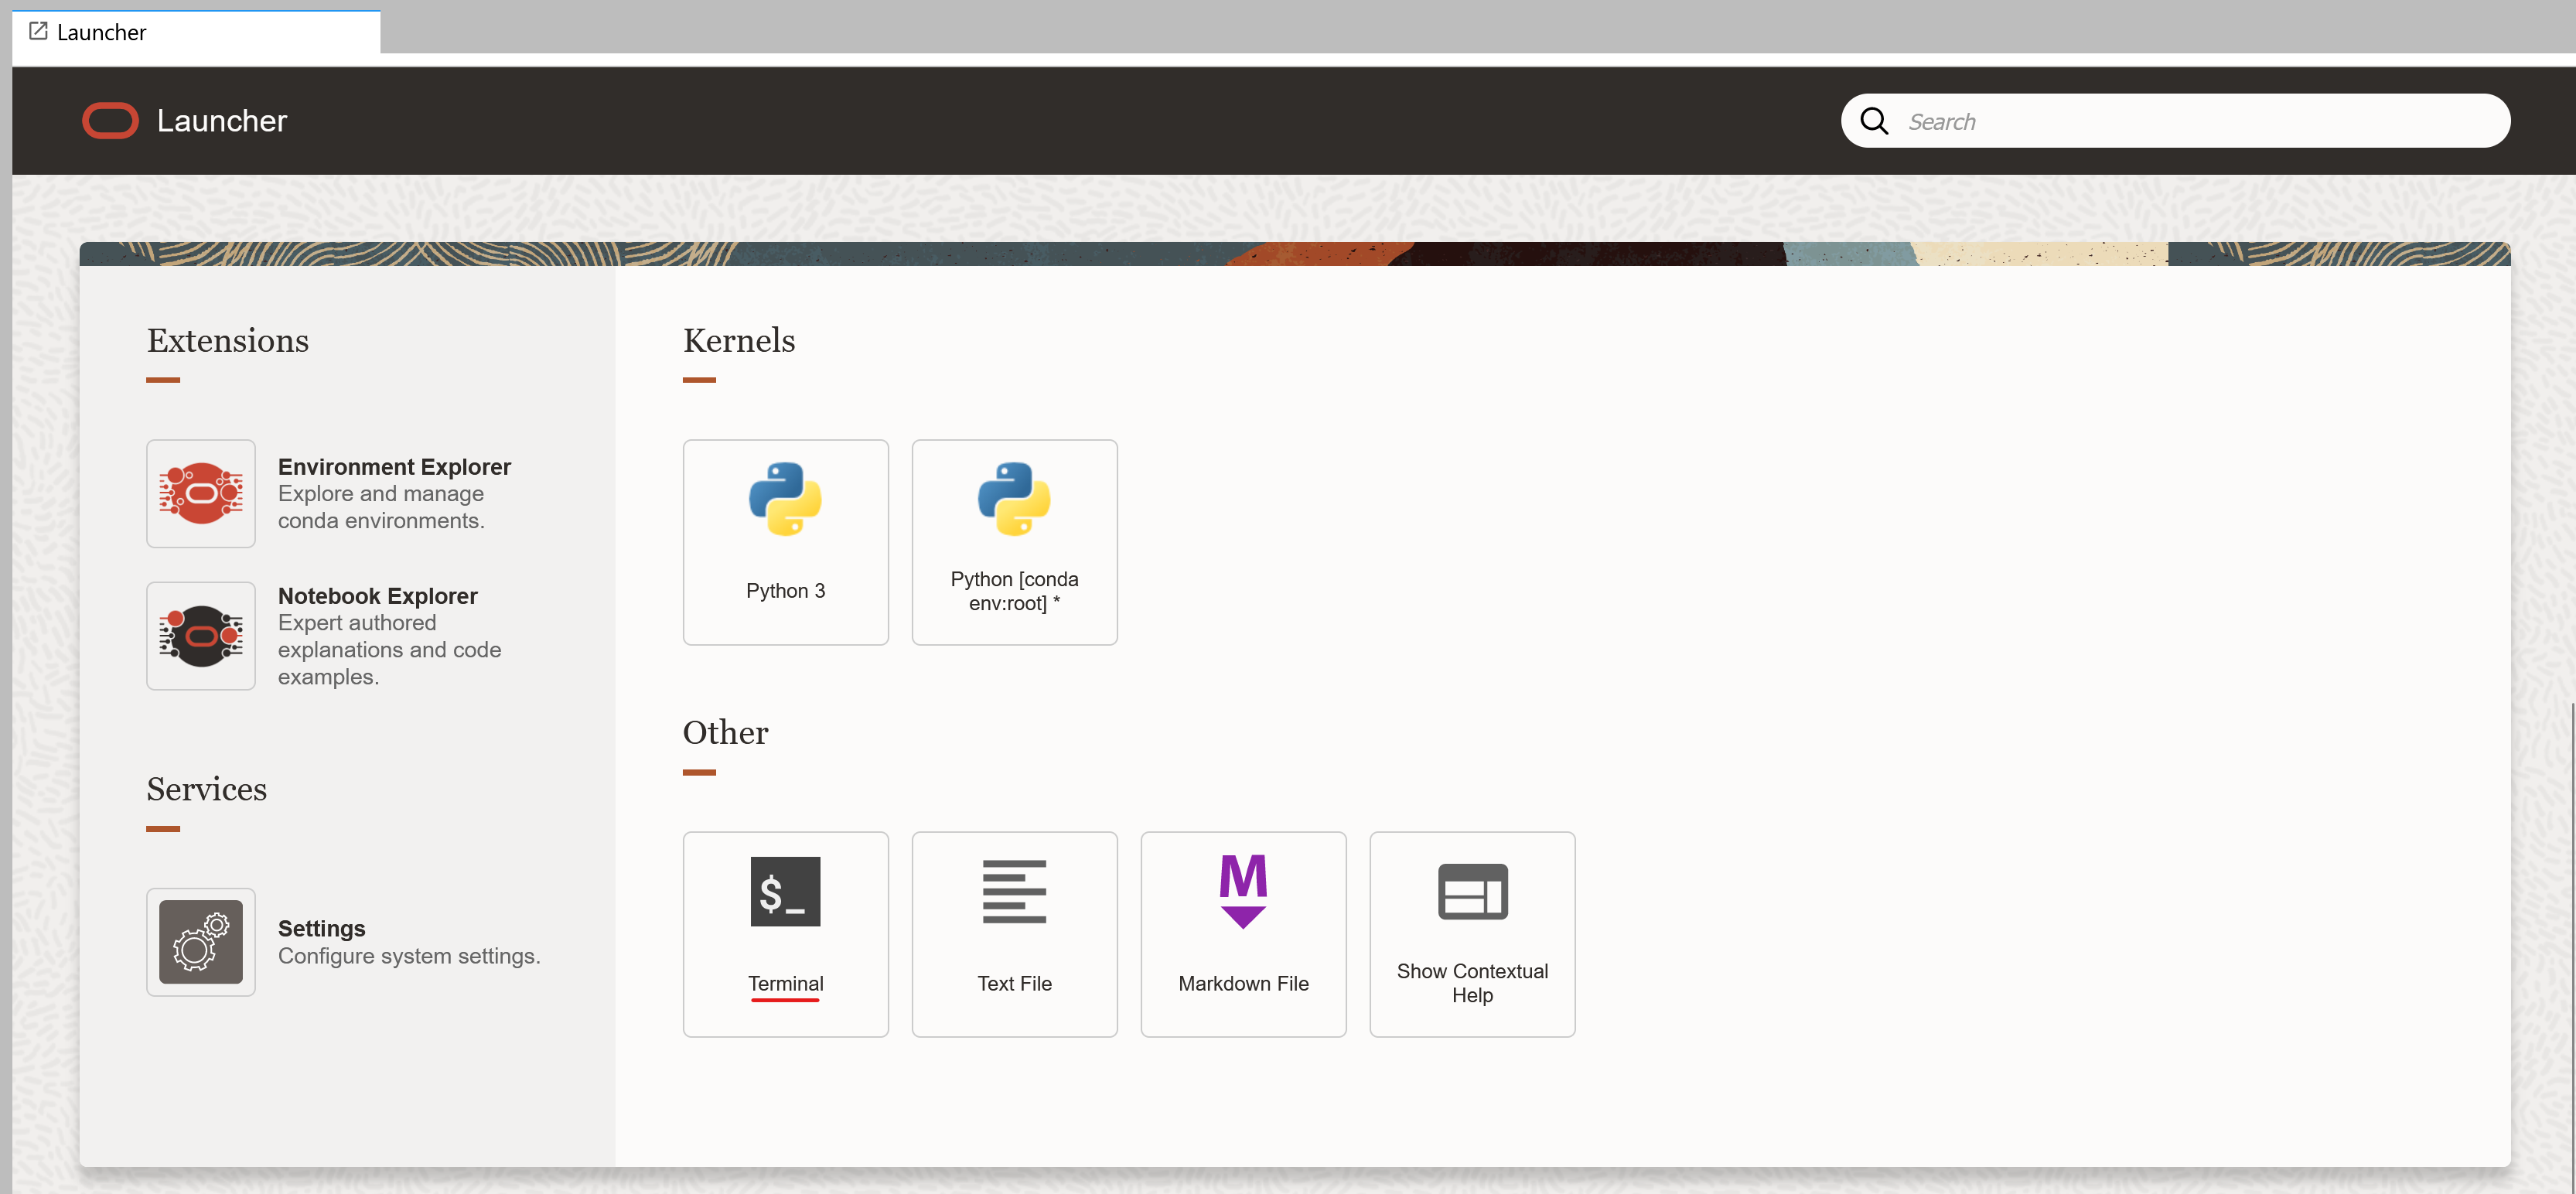 Launcher
Launcher
Search
Extensions
Environment Explorer
Explore and manage
conda environments.
Notebook Explorer
Expert authored
explanations and code
examples.
Services
Settings
Configure system settings.
Kernels
Python 3
Python [conda
env:root] *
Other
$_
Terminal
Text File
M
Markdown File
Show Contextual
Help